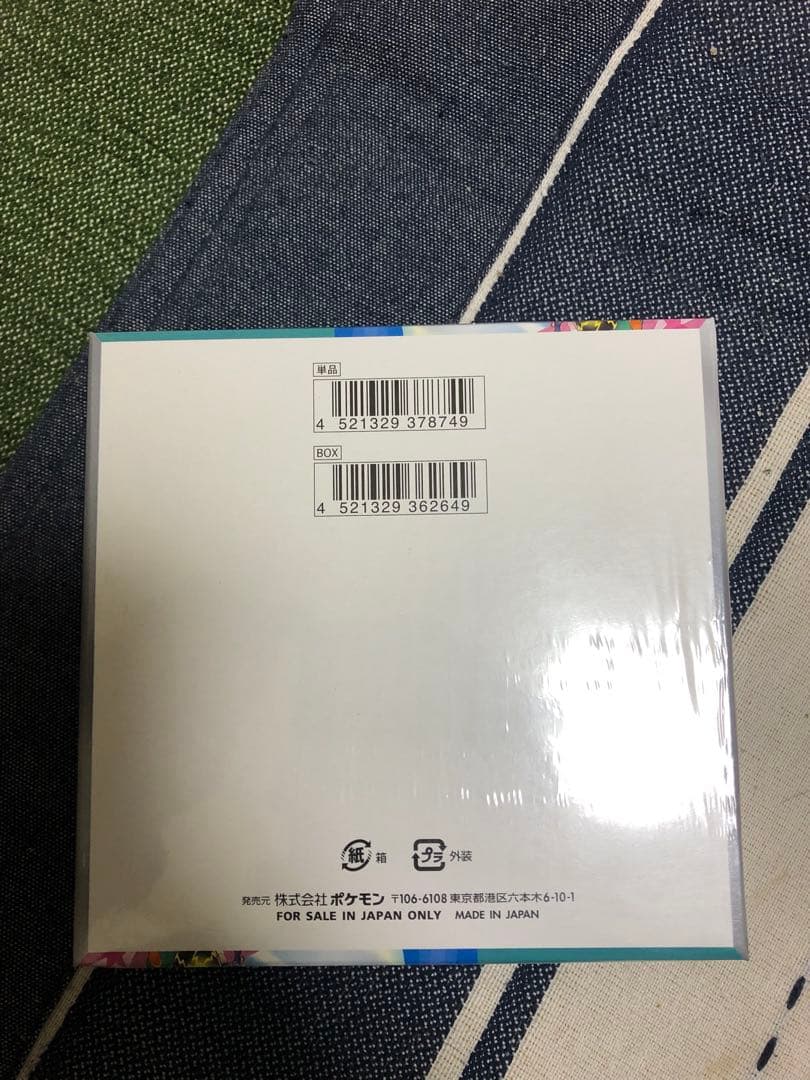 単品
4 521329 378749
BOX
4 521329 362649
紙 箱 プラ 外装
発売元 株式会社ポケモン 〒106-6108 東京都港区六本木6-10-1
FOR SALE IN JAPAN ONLY MADE IN JAPAN